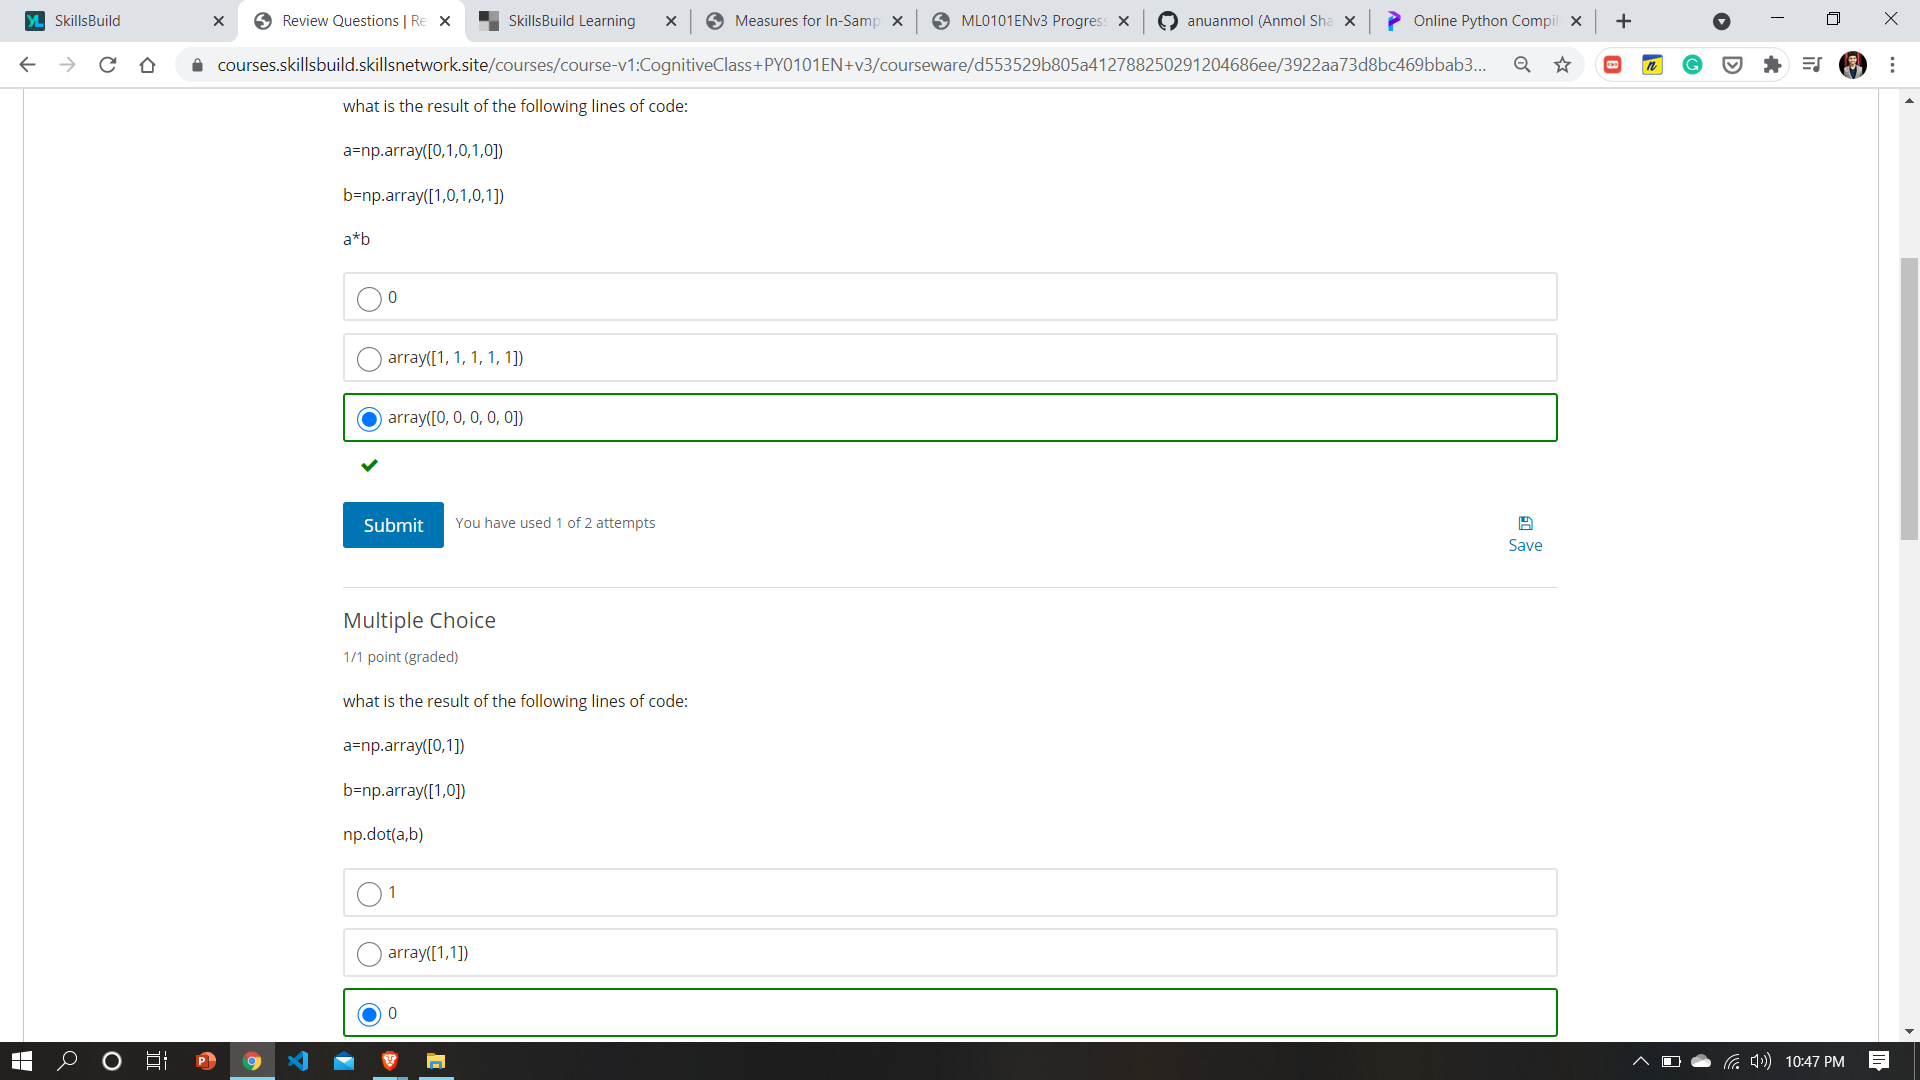 SkillsBuild
Review Questions | Re
SkillsBuild Learning
Measures for In-Samp
ML0101ENv3 Progress
anuanmol (Anmol Sha
Online Python Compil
courses.skillsbuild.skillsnetwork.site/courses/course-v1:CognitiveClass+PY0101EN+v3/courseware/d553529b805a41278825029120468​6ee/3922aa73d8bc469bbab3...
what is the result of the following lines of code:
a=np.array([0,1,0,1,0])
b=np.array([1,0,1,0,1])
a*b
0
array([1, 1, 1, 1, 1])
array([0, 0, 0, 0, 0])
Submit
You have used 1 of 2 attempts
Save
Multiple Choice
1/1 point (graded)
what is the result of the following lines of code:
a=np.array([0,1])
b=np.array([1,0])
np.dot(a,b)
1
array([1,1])
0
10:47 PM